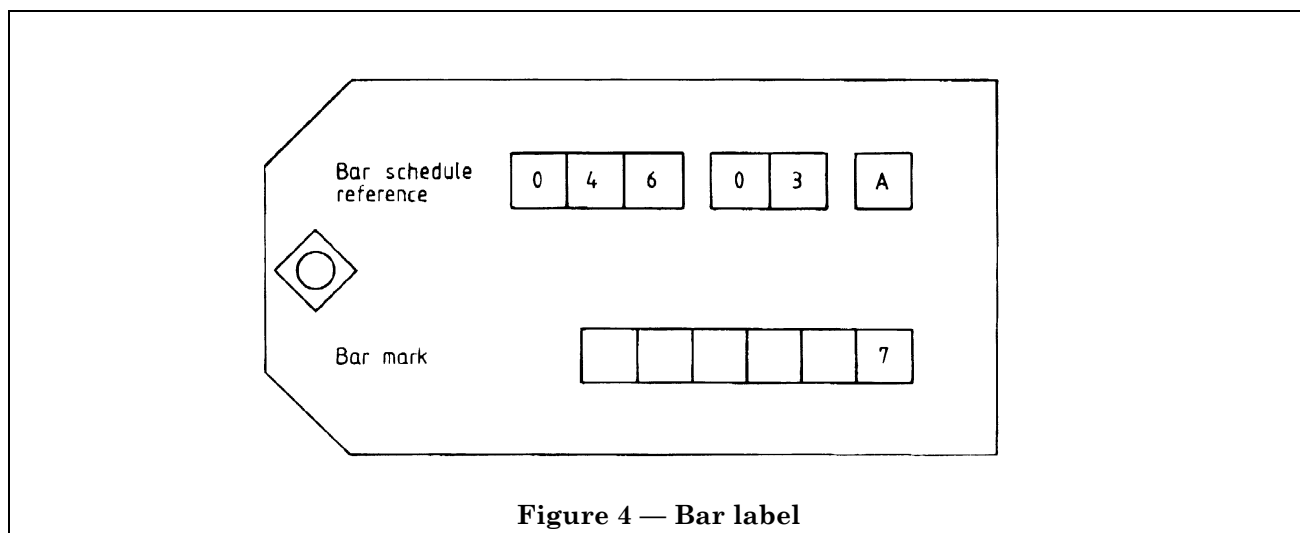 Bar schedule 0 4 6 0 3 A
reference
Bar mark 7
Figure 4 — Bar label